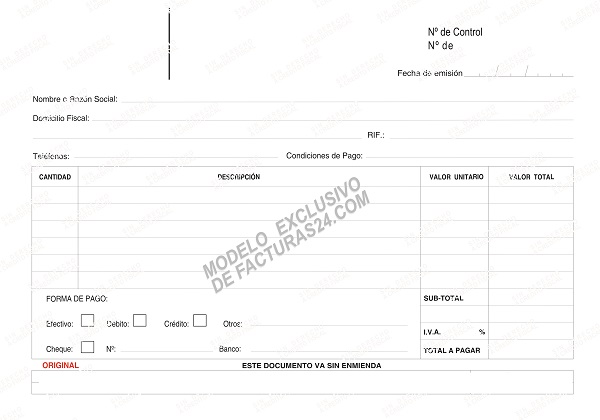 Nº de Control
Nº de
Fecha de emisión
Nombre o Razón Social:
Domicilio Fiscal:
RIF.:
Teléfonos:
Condiciones de Pago:
CANTIDAD DESCRIPCIÓN VALOR UNITARIO VALOR TOTAL
MODELO EXCLUSIVO
DE FACTURAS24.COM
FORMA DE PAGO:
SUB-TOTAL
Efectivo: Debito: Crédito: Otros:
I.V.A. %
Cheque: Nº: Banco:
TOTAL A PAGAR
ORIGINAL ESTE DOCUMENTO VA SIN ENMIENDA